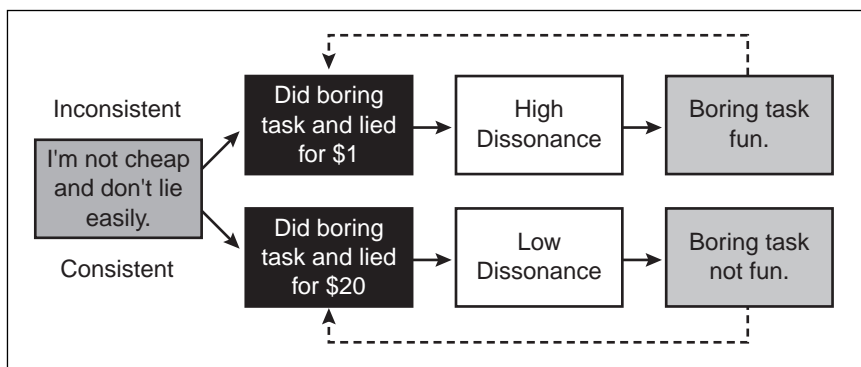 Inconsistent
I'm not cheap
and don't lie
easily.
Consistent
Did boring
task and lied
for $1
High
Dissonance
Boring task
fun.
Did boring
task and lied
for $20
Low
Dissonance
Boring task
not fun.